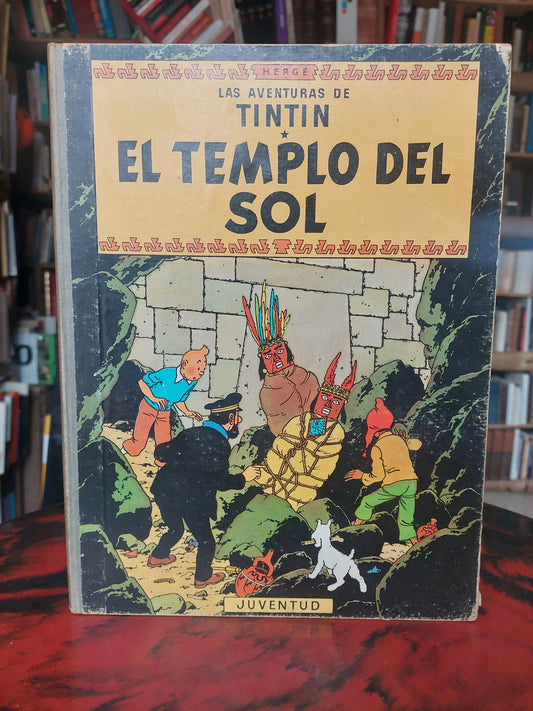 HERGÉ
LAS AVENTURAS DE
TINTIN
EL TEMPLO DEL
SOL
JUVENTUD